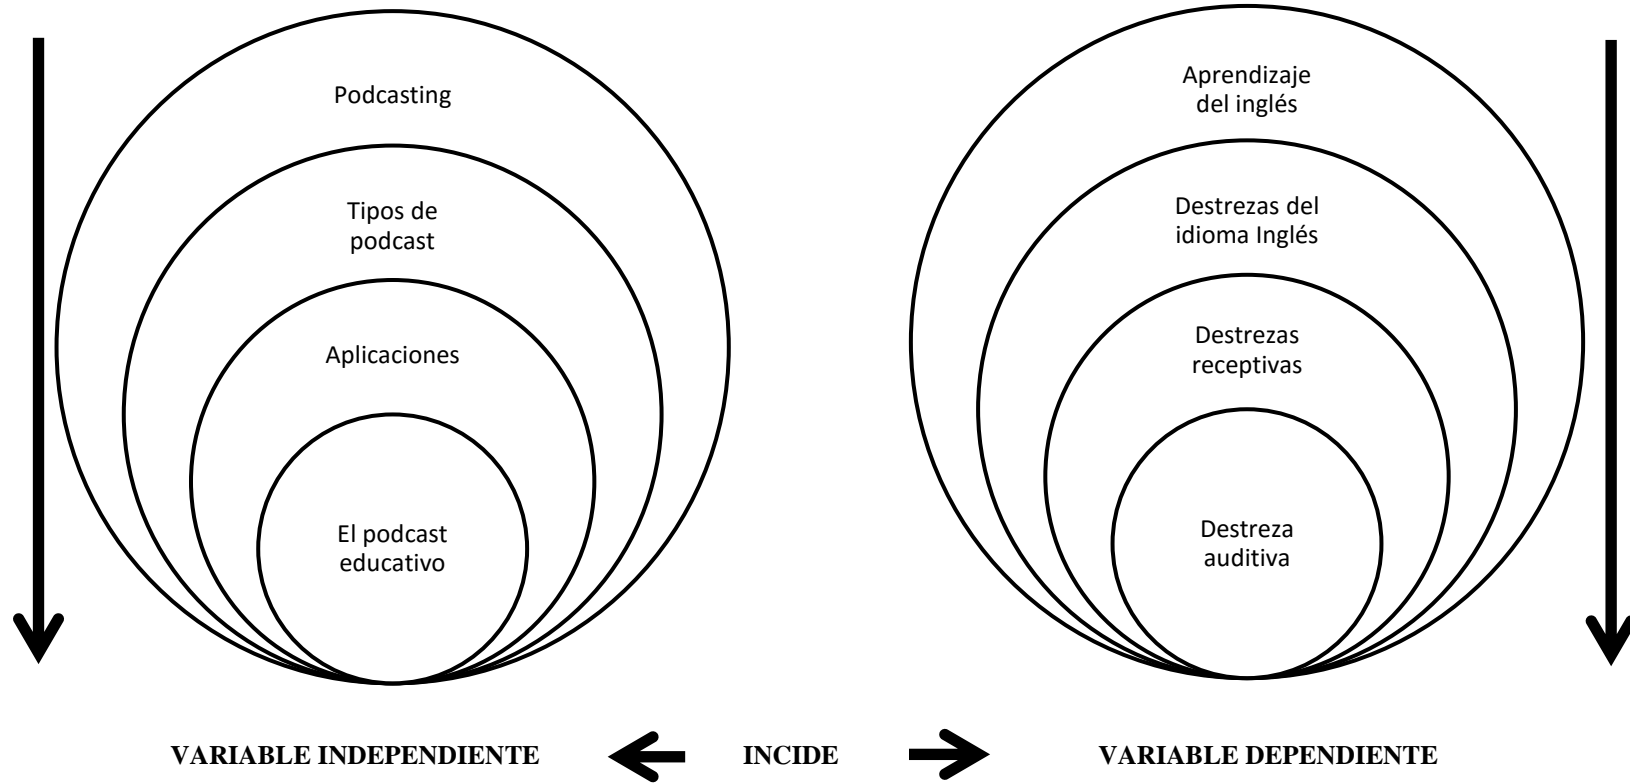 Podcasting
Tipos de
podcast
Aplicaciones
El podcast
educativo
Aprendizaje
del inglés
Destrezas del
idioma Inglés
Destrezas
receptivas
Destreza
auditiva
VARIABLE INDEPENDIENTE INCIDE VARIABLE DEPENDIENTE